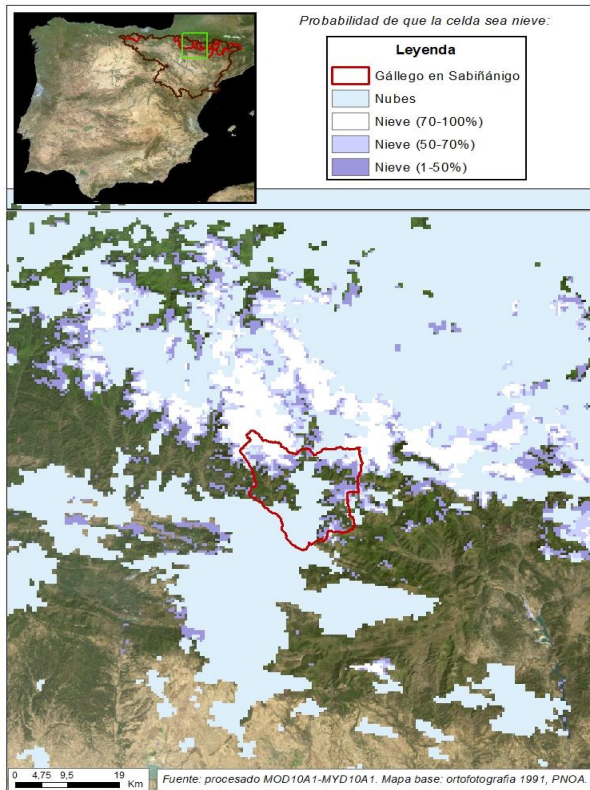 Probabilidad de que la celda sea nieve:
Leyenda
Gállego en Sabiñánigo
Nubes
Nieve (70-100%)
Nieve (50-70%)
Nieve (1-50%)
0 4,75 9,5 19
Km
Fuente: procesado MOD10A1-MYD10A1. Mapa base: ortofotografia 1991, PNOA.